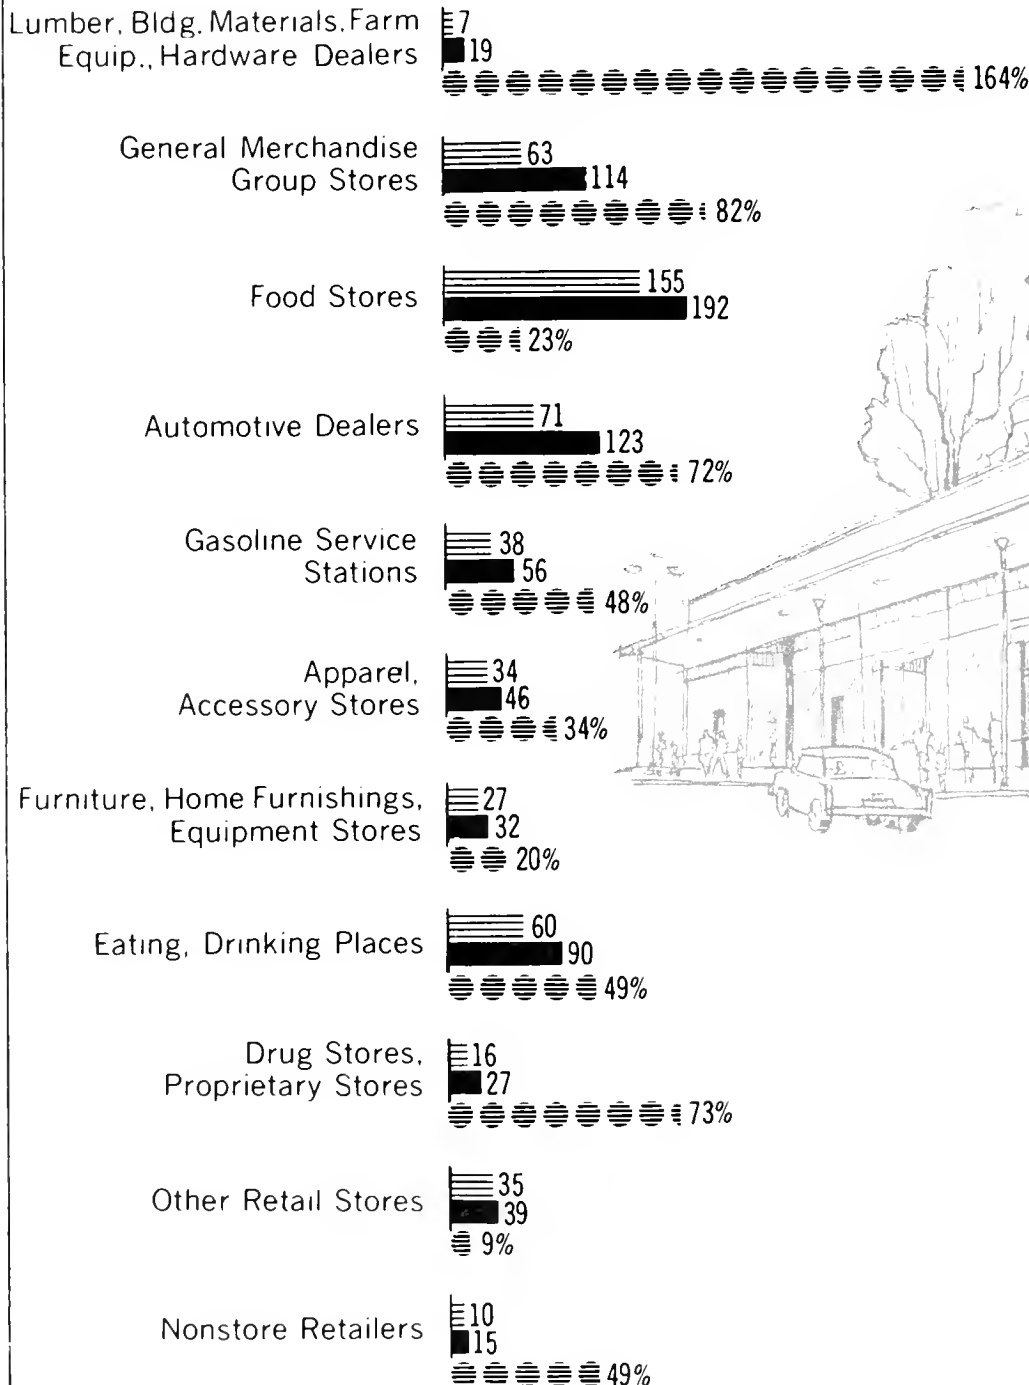 Lumber, Bldg. Materials, Farm
Equip., Hardware Dealers
7
19
164%
General Merchandise
Group Stores
63
114
82%
Food Stores
155
192
23%
Automotive Dealers
71
123
72%
Gasoline Service
Stations
38
56
48%
Apparel,
Accessory Stores
34
46
34%
Furniture, Home Furnishings,
Equipment Stores
27
32
20%
Eating, Drinking Places
60
90
49%
Drug Stores,
Proprietary Stores
16
27
73%
Other Retail Stores
35
39
9%
Nonstore Retailers
10
15
49%